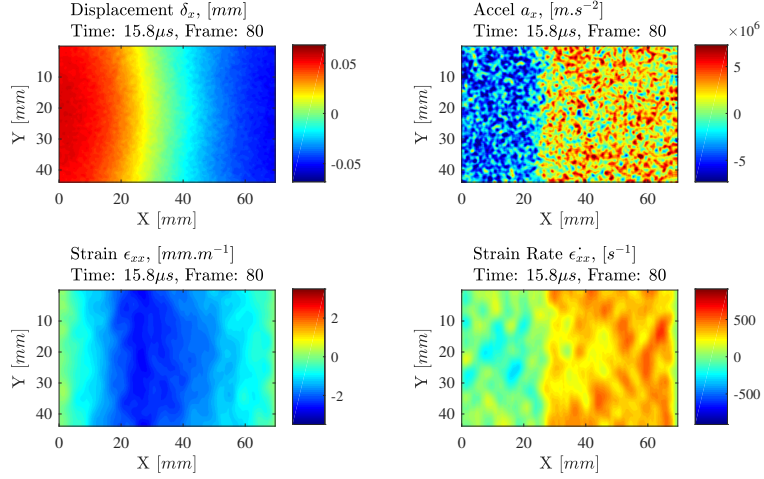 Displacement δx, [mm]
Time: 15.8μs, Frame: 80
Y [mm]
10
20
30
40
0
20
40
60
X [mm]
0.05
0
-0.05
Accel ax, [m.s−2]
Time: 15.8μs, Frame: 80
Y [mm]
10
20
30
40
0
20
40
60
X [mm]
×10^6
5
0
-5
Strain ϵxx, [mm.m−1]
Time: 15.8μs, Frame: 80
Y [mm]
10
20
30
40
0
20
40
60
X [mm]
2
0
-2
Strain Rate ϵ̇xx, [s−1]
Time: 15.8μs, Frame: 80
Y [mm]
10
20
30
40
0
20
40
60
X [mm]
500
0
-500